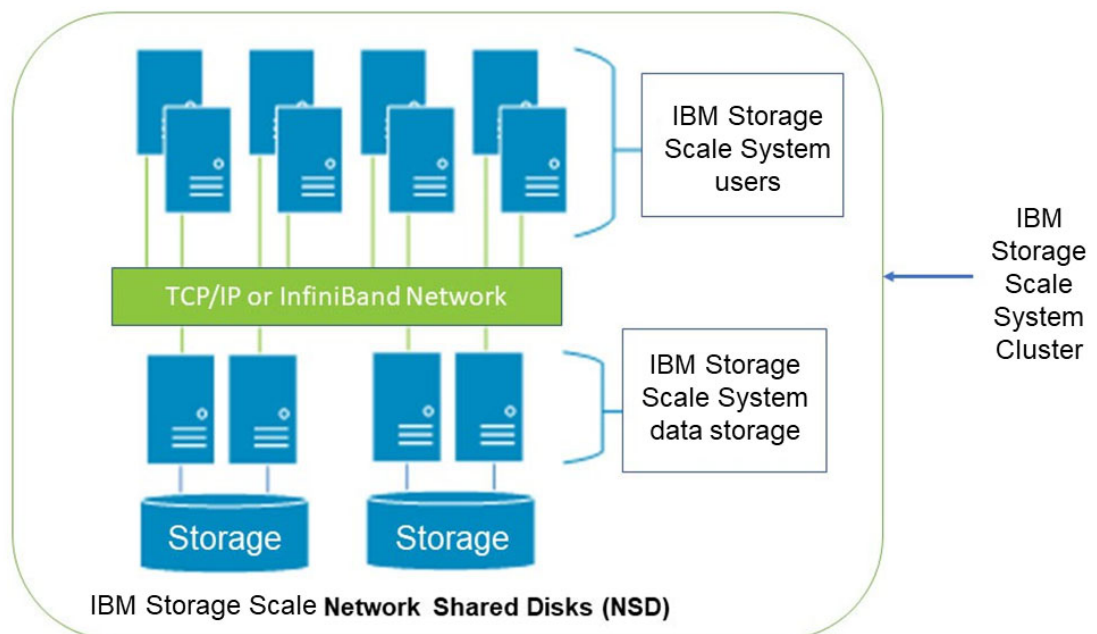 IBM Storage
Scale System
users
IBM
Storage
Scale
System
Cluster
TCP/IP or InfiniBand Network
IBM Storage
Scale System
data storage
Storage
Storage
IBM Storage Scale Network Shared Disks (NSD)